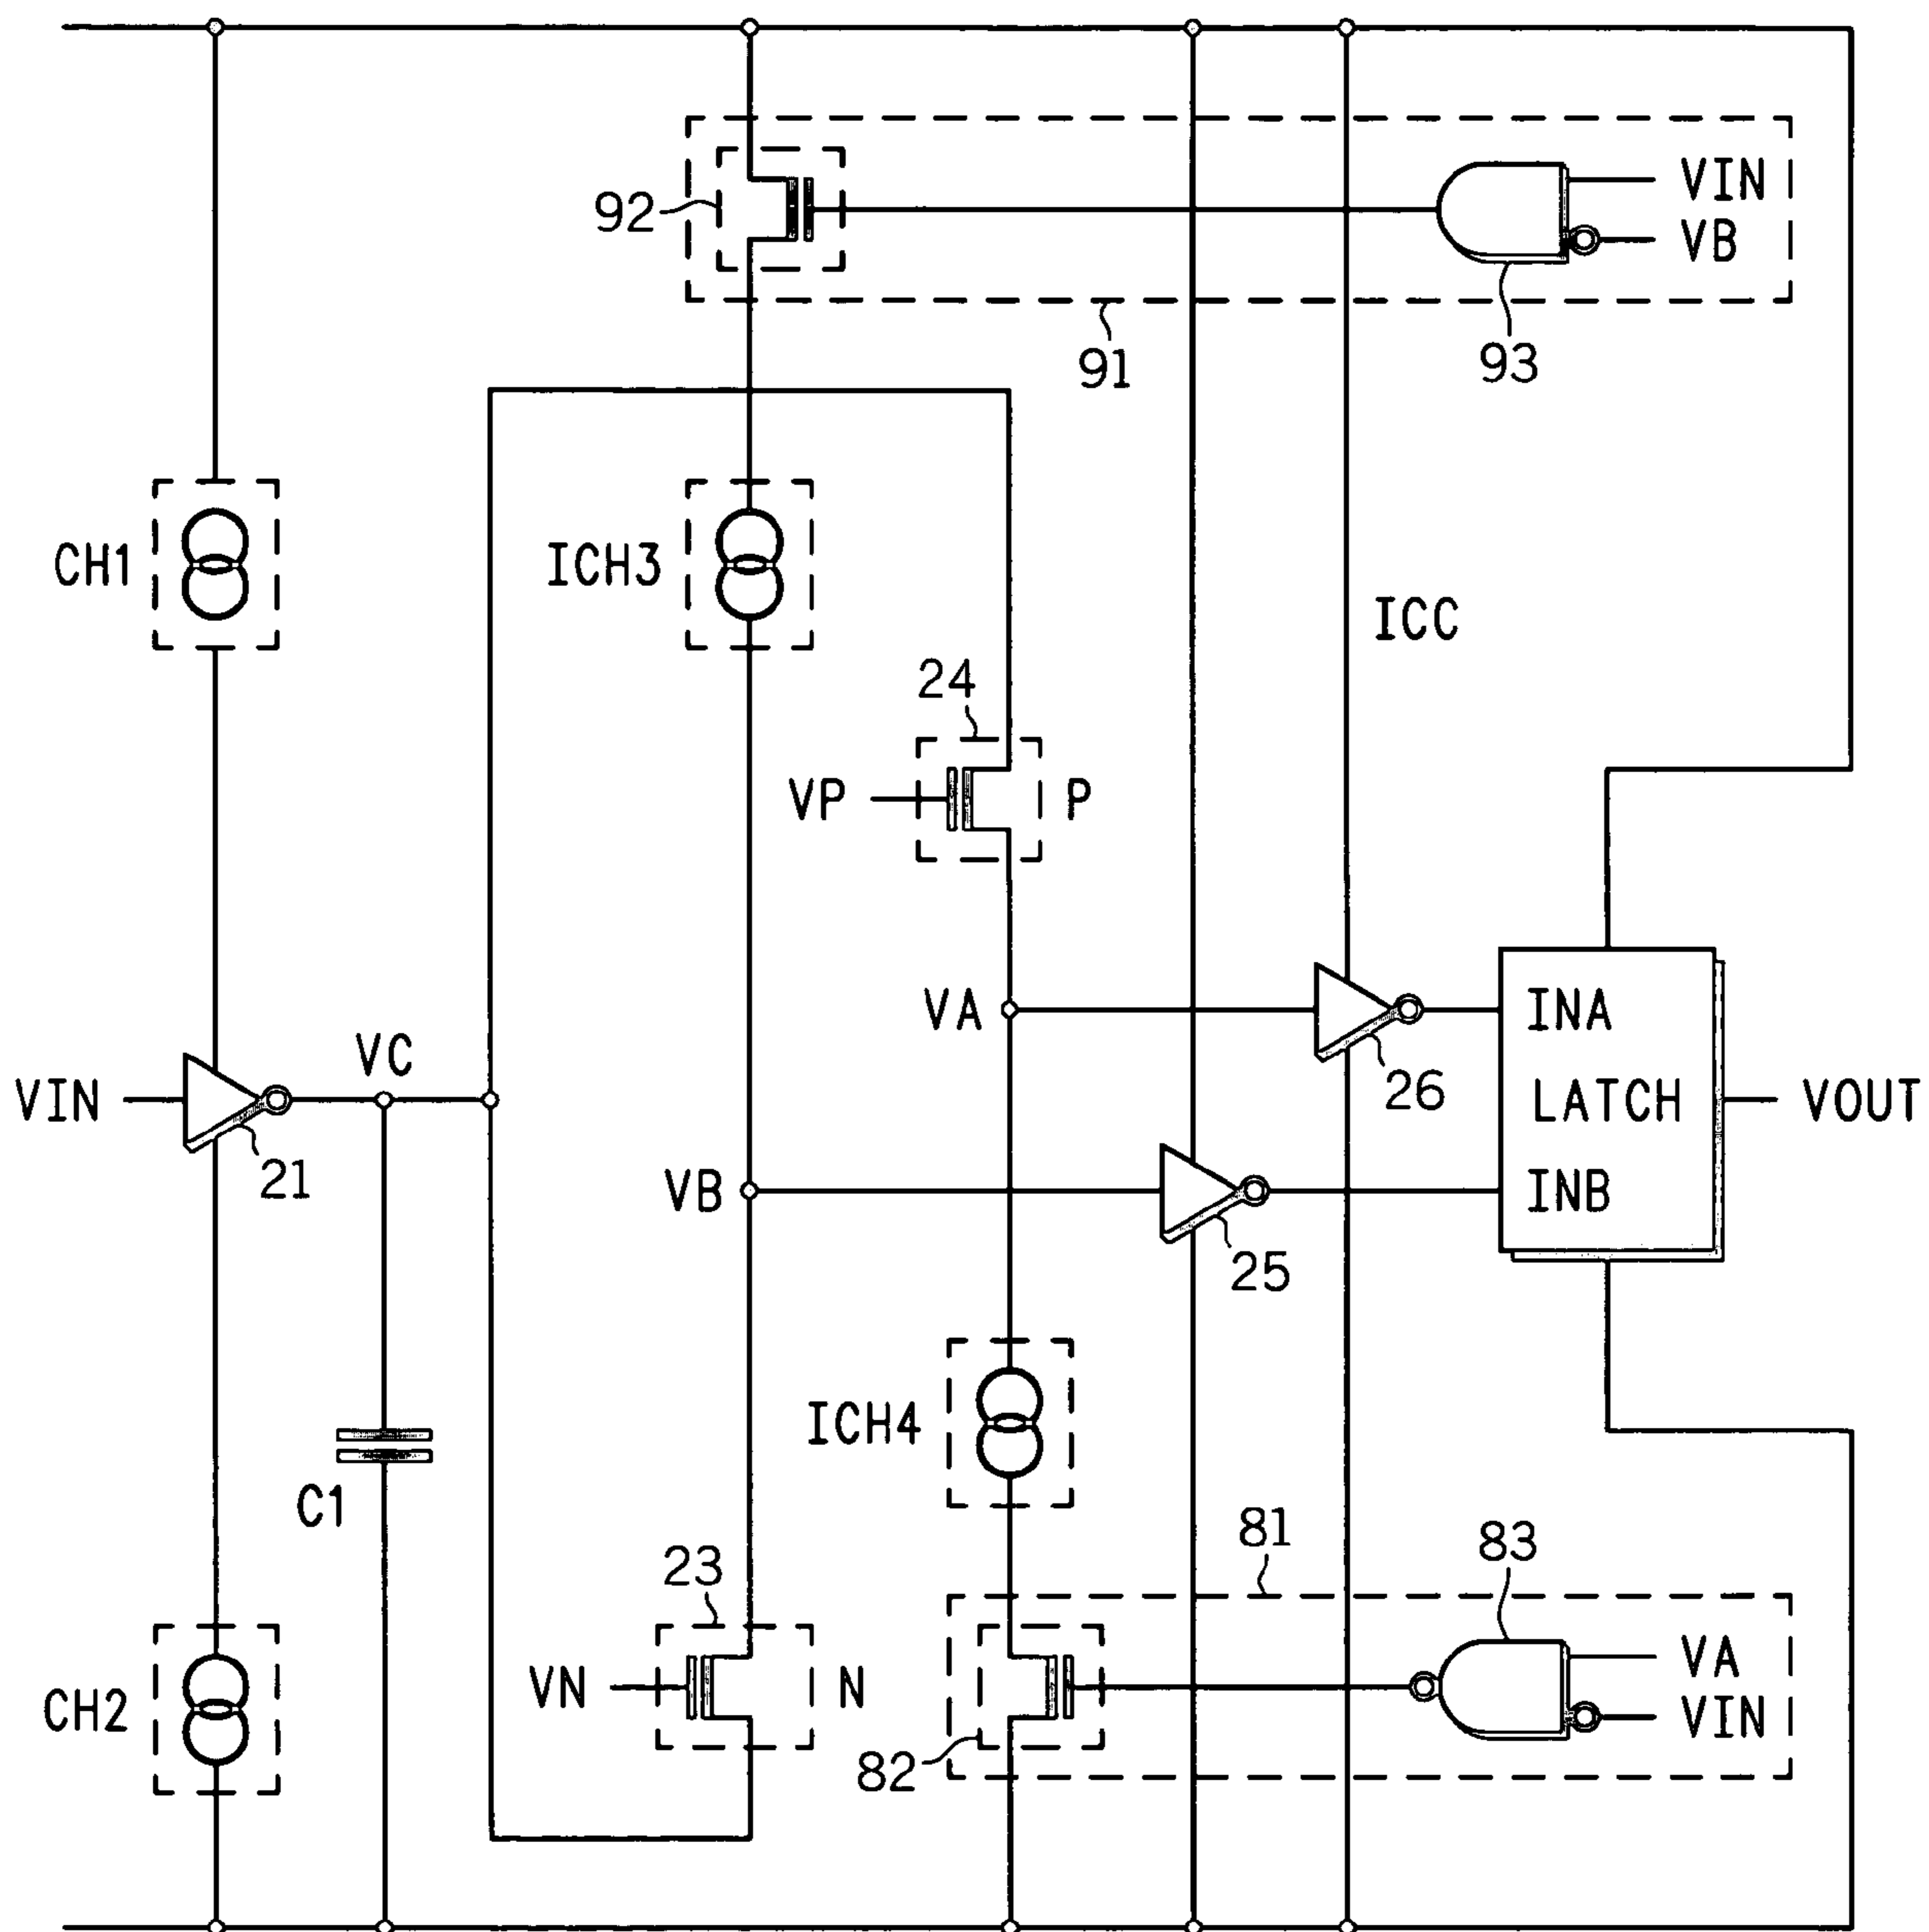 VIN
92
VB
91
93
CH1
ICH3
ICC
24
VP
P
VA
INA
VC
26
VIN
LATCH
VOUT
21
VB
INB
25
ICH4
C1
81
83
23
VA
VN
N
CH2
VIN
82